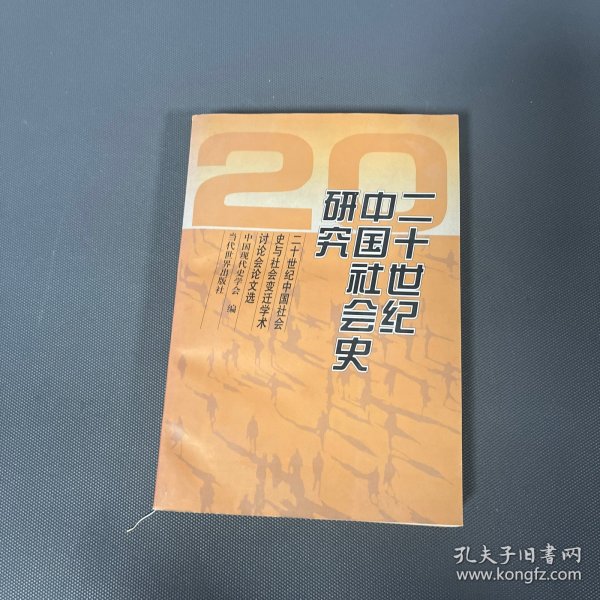 20
二十世纪
中国社会史
研究
二十世纪中国社会
史与社会变迁学术
讨论会论文选
中国现代史学会 编
当代世界出版社
孔夫子旧书网
www.kongfz.com